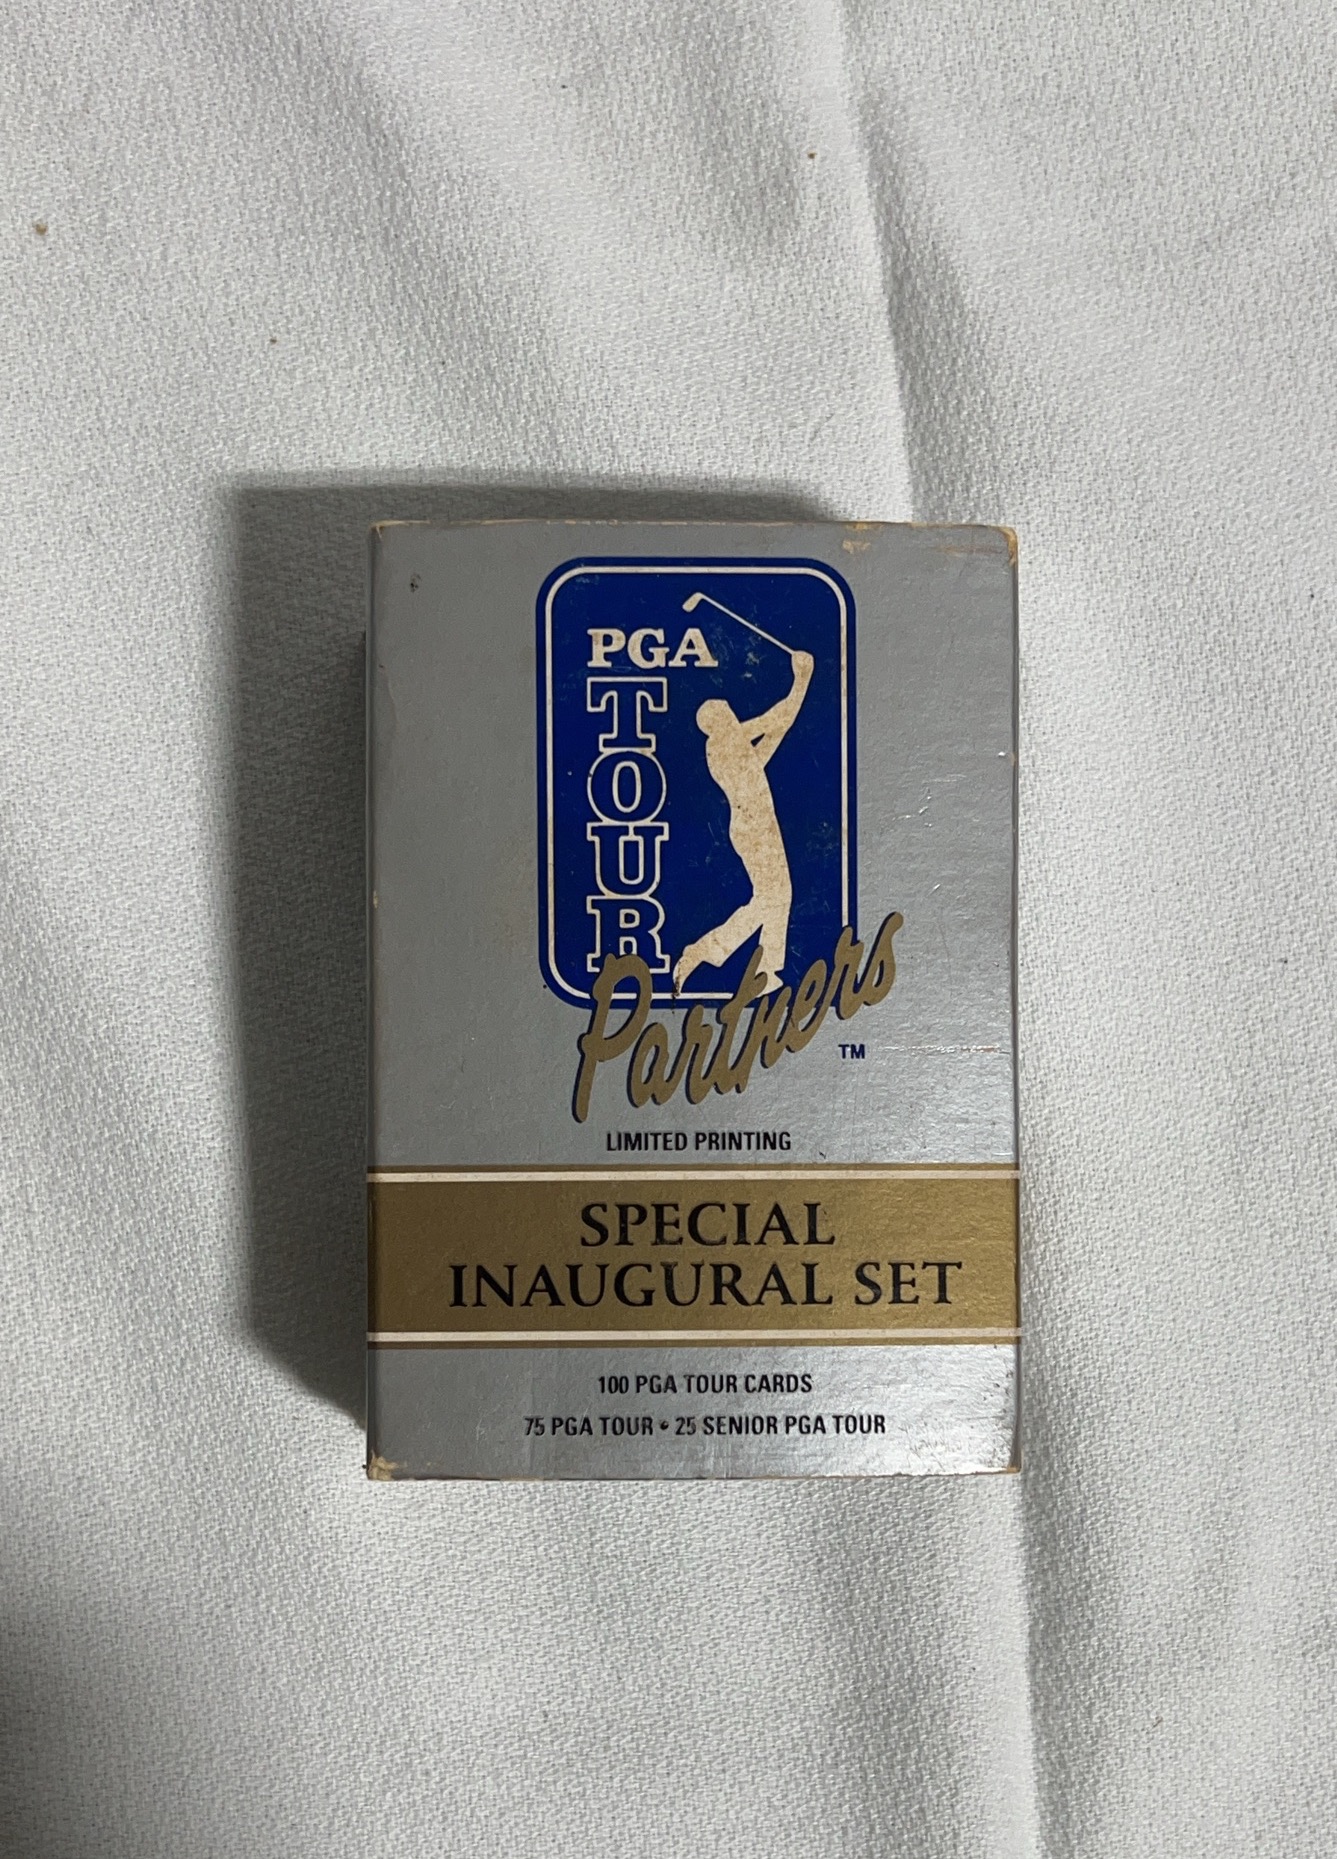 PGA
TOUR
Partners
TM
LIMITED PRINTING
SPECIAL
INAUGURAL SET
100 PGA TOUR CARDS
75 PGA TOUR • 25 SENIOR PGA TOUR